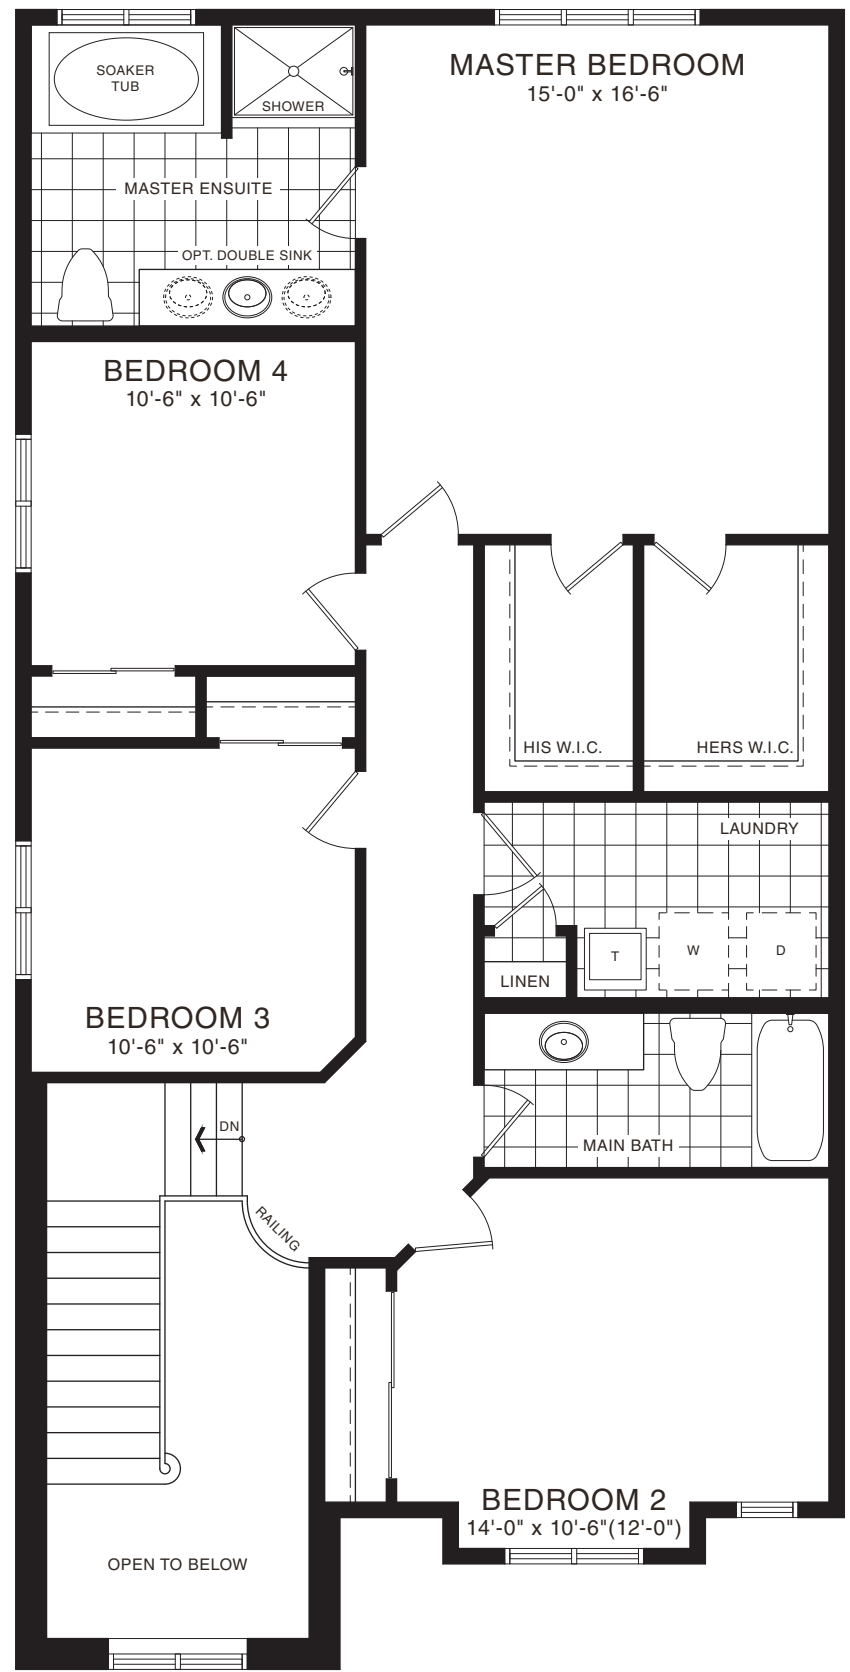 SOAKER
TUB
SHOWER
MASTER BEDROOM
15'-0" x 16'-6"
MASTER ENSUITE
OPT. DOUBLE SINK
BEDROOM 4
10'-6" x 10'-6"
HIS W.I.C.
HERS W.I.C.
LAUNDRY
T
W
D
LINEN
BEDROOM 3
10'-6" x 10'-6"
DN
MAIN BATH
RAILING
BEDROOM 2
14'-0" x 10'-6"(12'-0")
OPEN TO BELOW